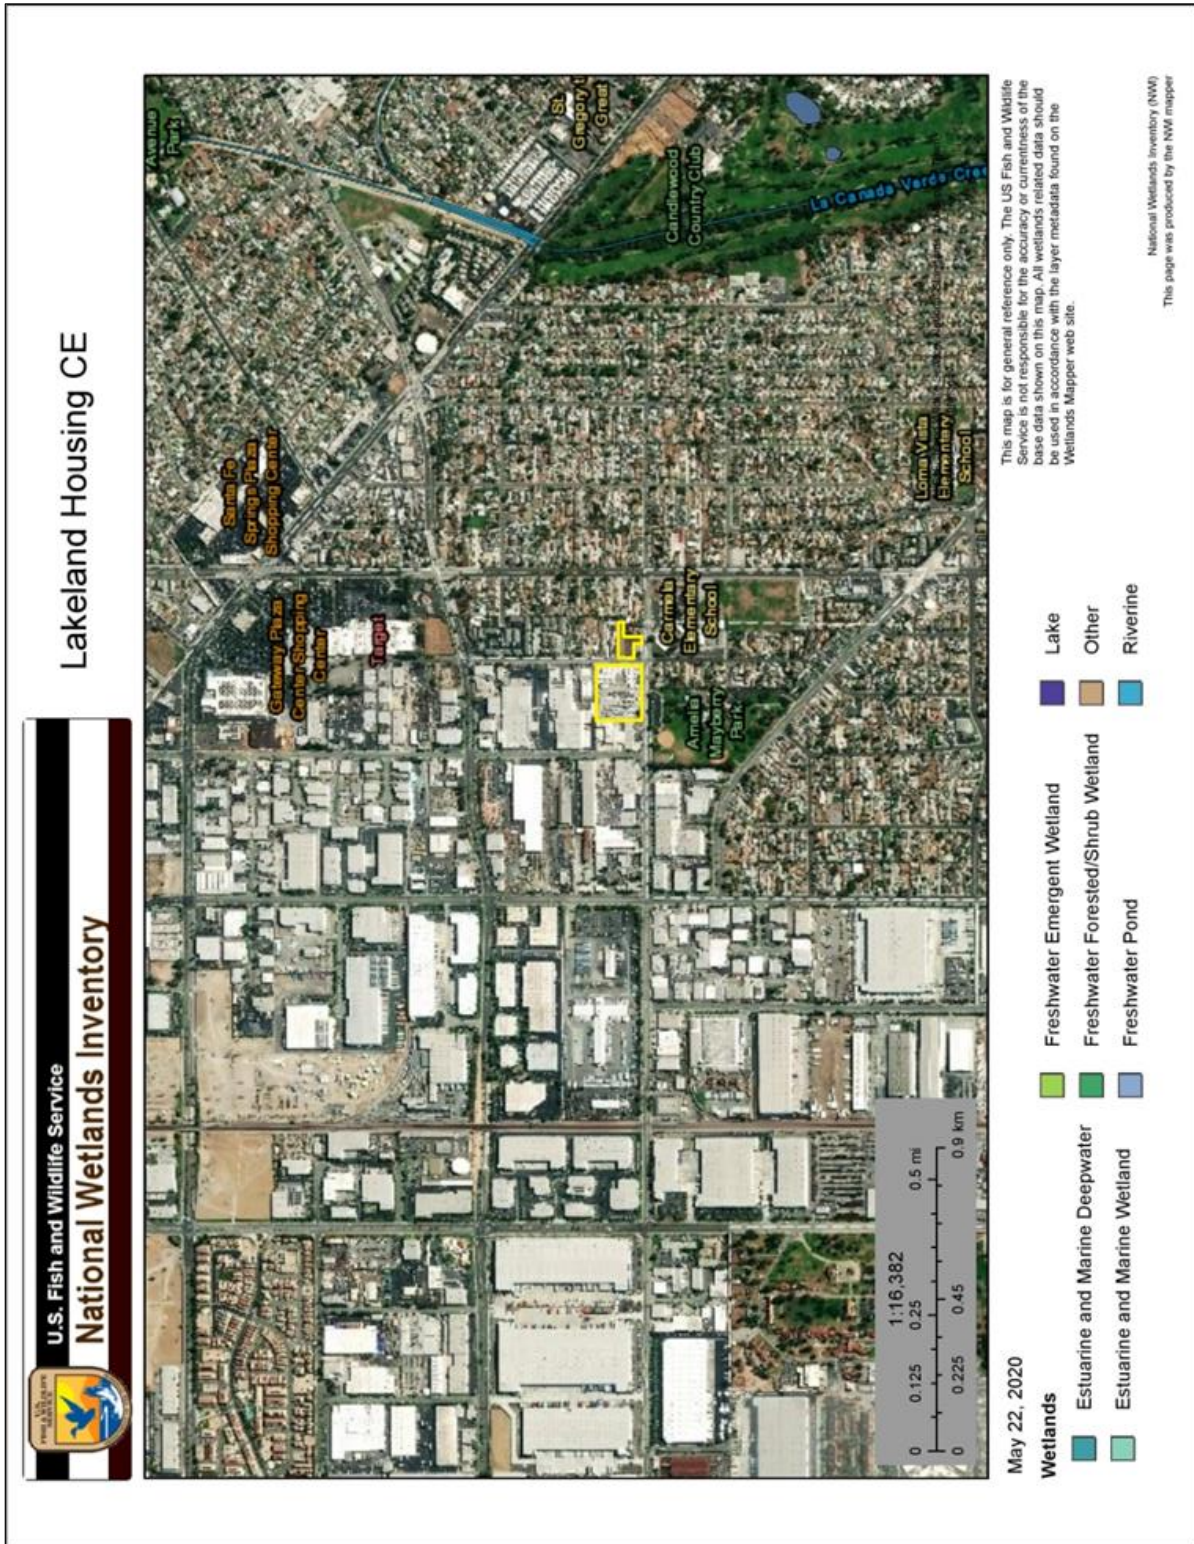 U.S. Fish and Wildlife Service
National Wetlands Inventory
Lakeland Housing CE
Avenue
Park
Santa Fe
Springs Plaza
Shopping Center
Gateway Plaza
Center Shopping
Center
Target
St.
Gregory t
Great
Candlewood
Country Club
La Canada Verde Cree
Carmela
Elementary
School
Amelia
Mayberry
Park
Loma Vista
Elementary
School
1:16,382
0 0.125 0.25 0.5 mi
0 0.225 0.45 0.9 km
May 22, 2020
This map is for general reference only. The US Fish and Wildlife
Service is not responsible for the accuracy or currentness of the
base data shown on this map. All wetlands related data should
be used in accordance with the layer metadata found on the
Wetlands Mapper web site.
Wetlands
Estuarine and Marine Deepwater
Estuarine and Marine Wetland
Freshwater Emergent Wetland
Freshwater Forested/Shrub Wetland
Freshwater Pond
Lake
Other
Riverine
National Wetlands Inventory (NWI)
This page was produced by the NWI mapper